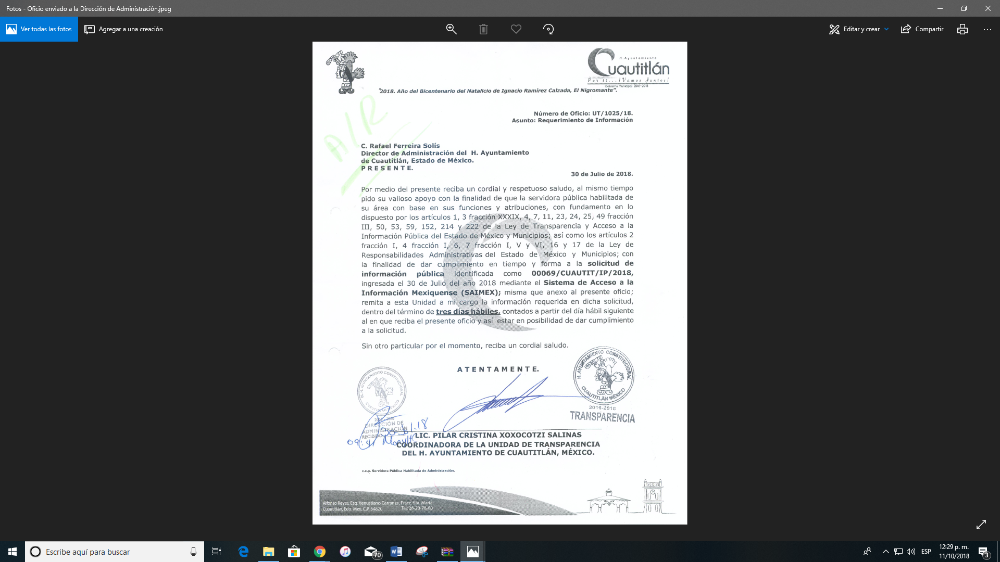 Fotos - Oficio enviado a la Dirección de Administración.jpeg
Ver todas las fotos
Agregar a una creación
Editar y crear
Compartir
H. Ayuntamiento
Cuautitlán
Por ti...¡Vamos Juntos!
Gobierno Municipal 2016-2018
"2018. Año del Bicentenario del Natalicio de Ignacio Ramírez Calzada, El Nigromante".
A/R
Número de Oficio: UT/1025/18.
Asunto: Requerimiento de Información
C. Rafael Ferreira Solís
Director de Administración del H. Ayuntamiento
de Cuautitlán, Estado de México.
P R E S E N T E.
30 de Julio de 2018.
Por medio del presente reciba un cordial y respetuoso saludo, al mismo tiempo
pido su valioso apoyo con la finalidad de que la servidora pública habilitada de
su área con base en sus funciones y atribuciones, con fundamento en lo
dispuesto por los artículos 1, 3 fracción XXXIX, 4, 7, 11, 23, 24, 25, 49 fracción
III, 50, 53, 59, 152, 214 y 222 de la Ley de Transparencia y Acceso a la
Información Pública del Estado de México y Municipios; así como los artículos 2
fracción I, 4 fracción I, 6, 7 fracción I, V y VI, 16 y 17 de la Ley de
Responsabilidades Administrativas del Estado de México y Municipios; con
la finalidad de dar cumplimiento en tiempo y forma a la solicitud de
información pública identificada como 00069/CUAUTIT/IP/2018,
ingresada el 30 de Julio del año 2018 mediante el Sistema de Acceso a la
Información Mexiquense (SAIMEX); misma que anexo al presente oficio;
remita a esta Unidad a mi cargo la información requerida en dicha solicitud,
dentro del término de tres días hábiles, contados a partir del día hábil siguiente
al en que reciba el presente oficio y así estar en posibilidad de dar cumplimiento
a la solicitud.
Sin otro particular por el momento, reciba un cordial saludo.
A T E N T A M E N T E.
H. AYUNTAMIENTO CONSTITUCIONAL
CUAUTITLÁN MÉXICO
2016-2018
TRANSPARENCIA
EL H. AYUNTAMIENTO CONSTITUCIONAL
CUAUTITLAN MEXICO
2016 - 2018
DIRECCIÓN DE
ADMINISTRACIÓN
RECIBIDO
30-Jul-18
09:41
LIC. PILAR CRISTINA XOXOCOTZI SALINAS
COORDINADORA DE LA UNIDAD DE TRANSPARENCIA
DEL H. AYUNTAMIENTO DE CUAUTITLÁN, MÉXICO.
c.c.p. Servidora Pública Habilitada de Administración.
Alfonso Reyes, Esq. Venustiano Carranza, Fracc. Sta. María
Cuautitlán, Edo. Mex, C.P. 54820 Tel: 26-20-78-00
Escribe aquí para buscar
70
ESP
12:29 p. m.
11/10/2018
3